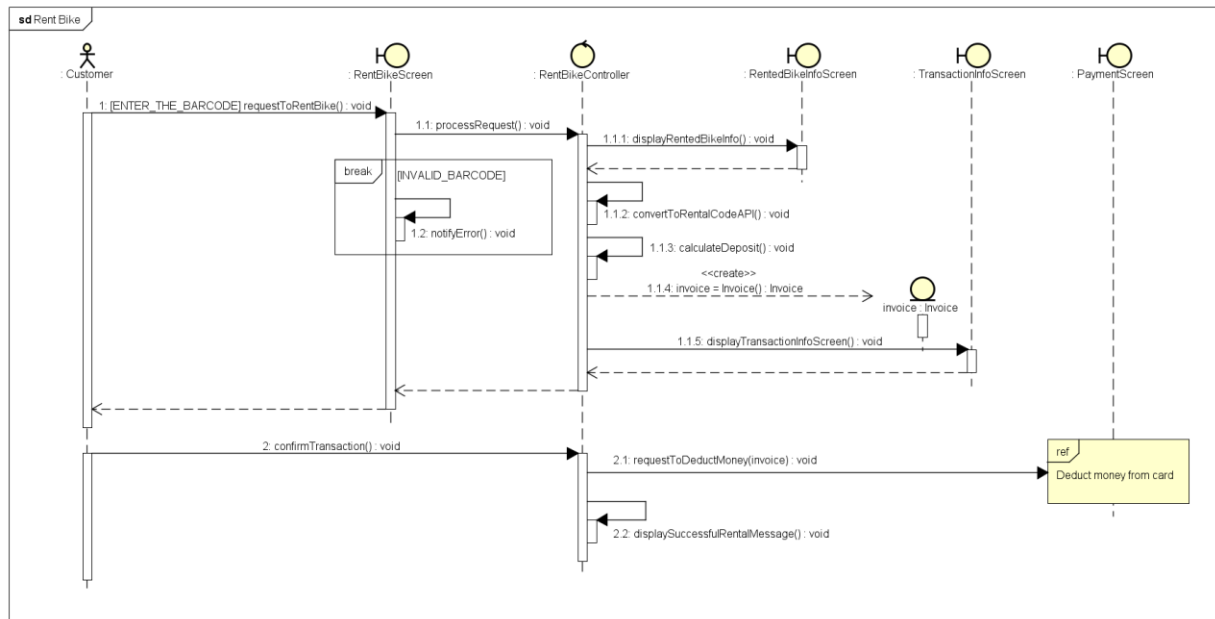 sd Rent Bike
: Customer
: RentBikeScreen
: RentBikeController
: RentedBikeInfoScreen
: TransactionInfoScreen
: PaymentScreen
1: [ENTER_THE_BARCODE] requestToRentBike() : void
1.1: processRequest() : void
1.1.1: displayRentedBikeInfo() : void
break
[INVALID_BARCODE]
1.1.2: convertToRentalCodeAPI() : void
1.2: notifyError() : void
1.1.3: calculateDeposit() : void
<<create>>
1.1.4: invoice = Invoice() : Invoice
invoice : Invoice
1.1.5: displayTransactionInfoScreen() : void
2: confirmTransaction() : void
ref
2.1: requestToDeductMoney(invoice) : void
Deduct money from card
2.2: displaySuccessfulRentalMessage() : void